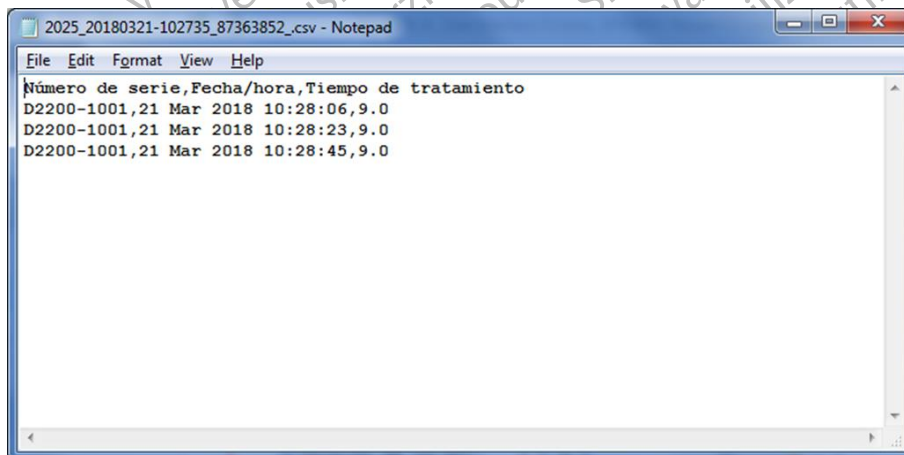 2025_20180321-102735_87363852_.csv - Notepad
File Edit Format View Help
Número de serie,Fecha/hora,Tiempo de tratamiento
D2200-1001,21 Mar 2018 10:28:06,9.0
D2200-1001,21 Mar 2018 10:28:23,9.0
D2200-1001,21 Mar 2018 10:28:45,9.0